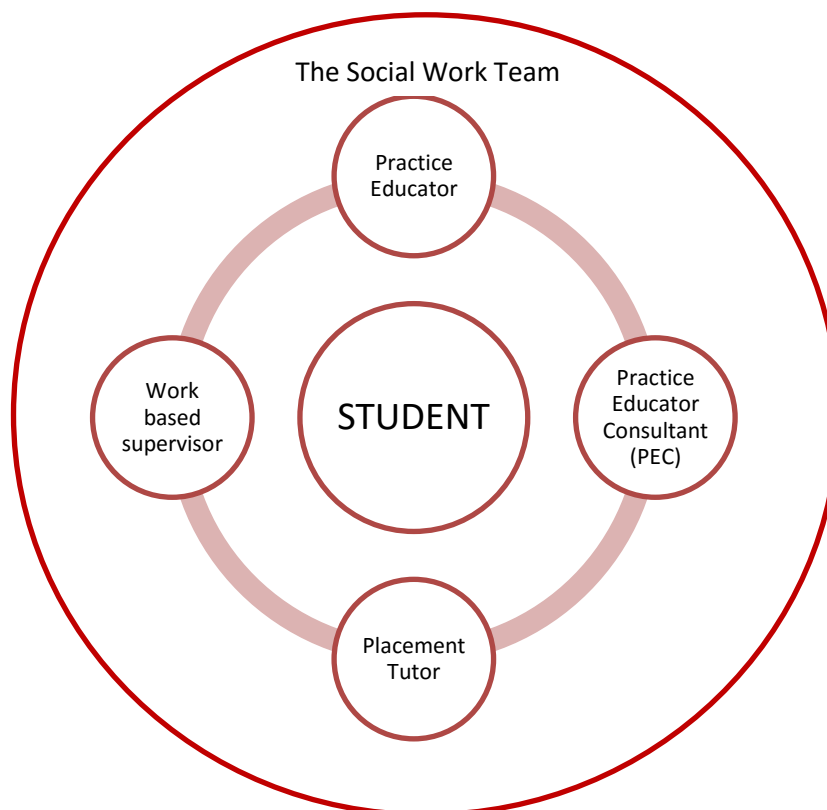 The Social Work Team
Practice
Educator
Work
based
supervisor
STUDENT
Practice
Educator
Consultant
(PEC)
Placement
Tutor